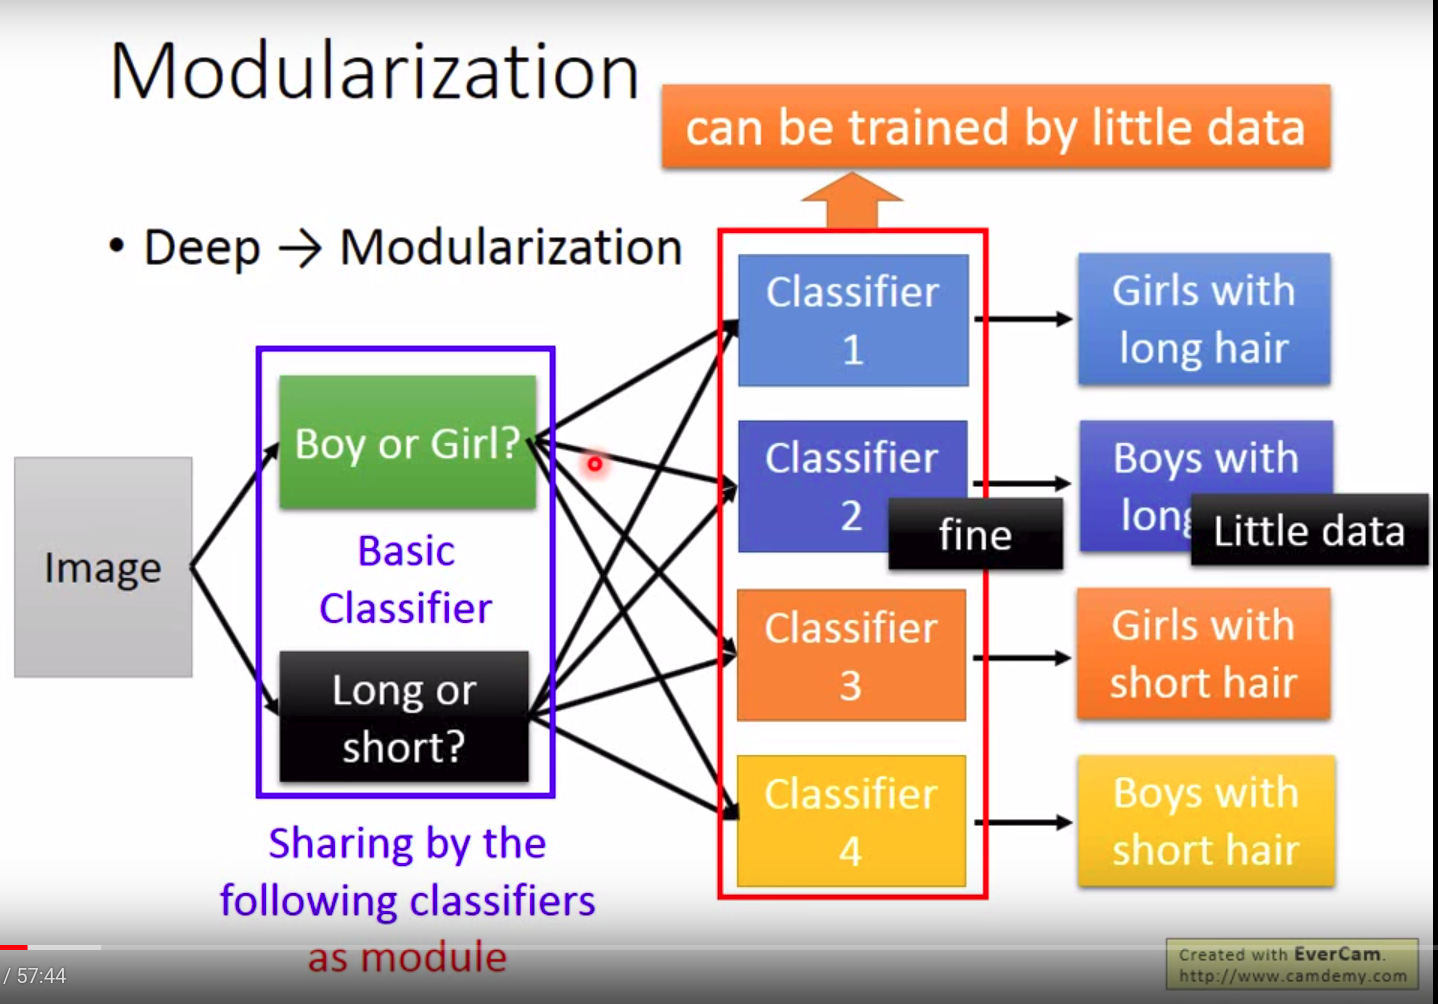 Modularization
can be trained by little data
• Deep → Modularization
Image
Boy or Girl?
Basic
Classifier
Long or
short?
Sharing by the
following classifiers
as module
Classifier
1
Girls with
long hair
Classifier
2
fine
Boys with
Little data
Classifier
3
Girls with
short hair
Classifier
4
Boys with
short hair
/ 57:44
Created with EverCam.
http://www.camdemy.com